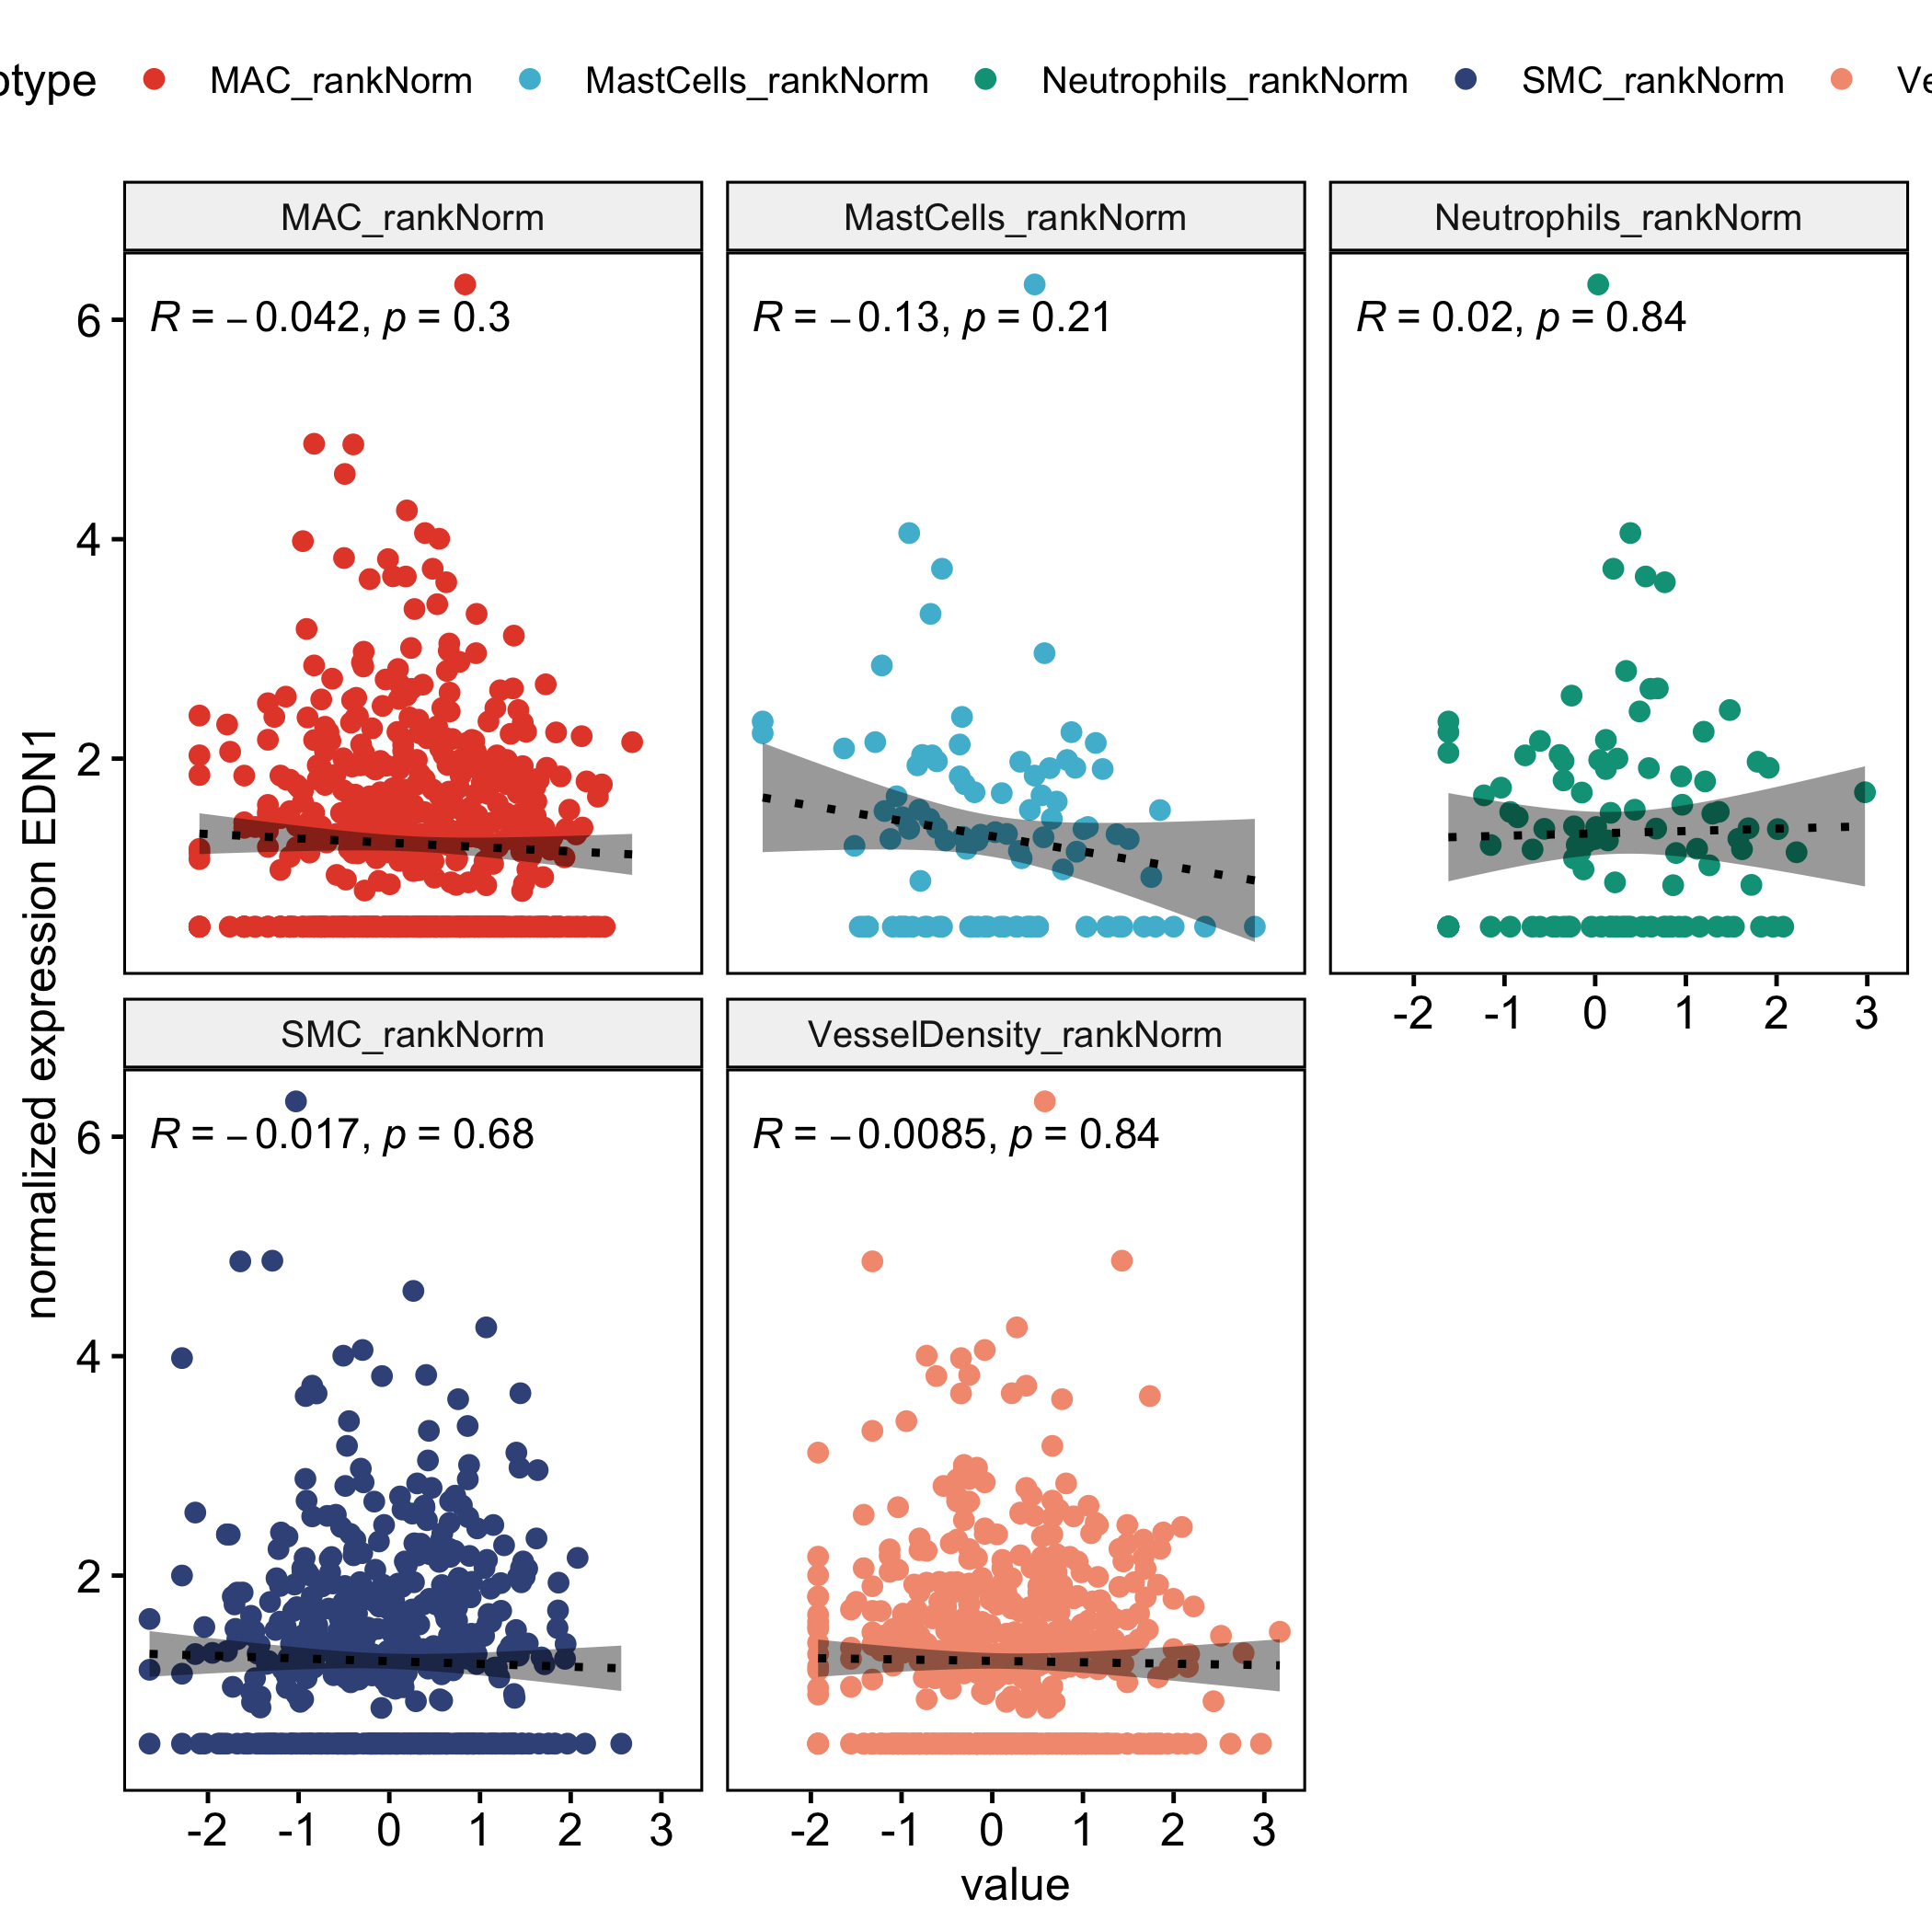 otype MAC_rankNorm MastCells_rankNorm Neutrophils_rankNorm SMC_rankNorm Ve
MAC_rankNorm MastCells_rankNorm Neutrophils_rankNorm
R = −0.042, p = 0.3 R = −0.13, p = 0.21 R = 0.02, p = 0.84
6
4
2
-2 -1 0 1 2 3
SMC_rankNorm VesselDensity_rankNorm
R = −0.017, p = 0.68 R = −0.0085, p = 0.84
6
4
2
-2 -1 0 1 2 3 -2 -1 0 1 2 3
value
normalized expression EDN1